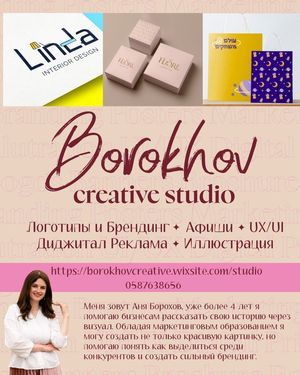 Linda
INTERIOR DESIGN
FLORÉ
Borokhov
creative studio
Логотипы и Брендинг ✦ Афиши ✦ UX/UI
Диджитал Реклама ✦ Иллюстрация
https://borokhovcreative.wixsite.com/studio
0587638656
Меня зовут Аня Борохов, уже более 4 лет я
помогаю бизнесам рассказать свою историю через
визуал. Обладая маркетинговым образованием я
могу создать не только красивую картинку, но
помогаю понять как выделиться среди
конкурентов и создать сильный брендинг.